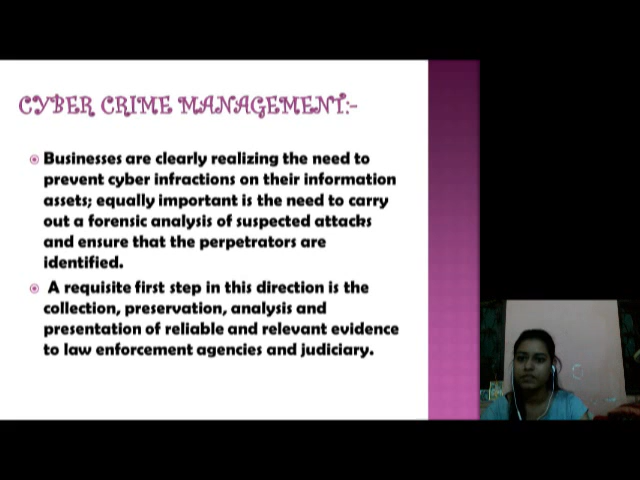 CYBER CRIME MANAGEMENT:-
Businesses are clearly realizing the need to
prevent cyber infractions on their information
assets; equally important is the need to carry
out a forensic analysis of suspected attacks
and ensure that the perpetrators are
identified.
A requisite first step in this direction is the
collection, preservation, analysis and
presentation of reliable and relevant evidence
to law enforcement agencies and judiciary.